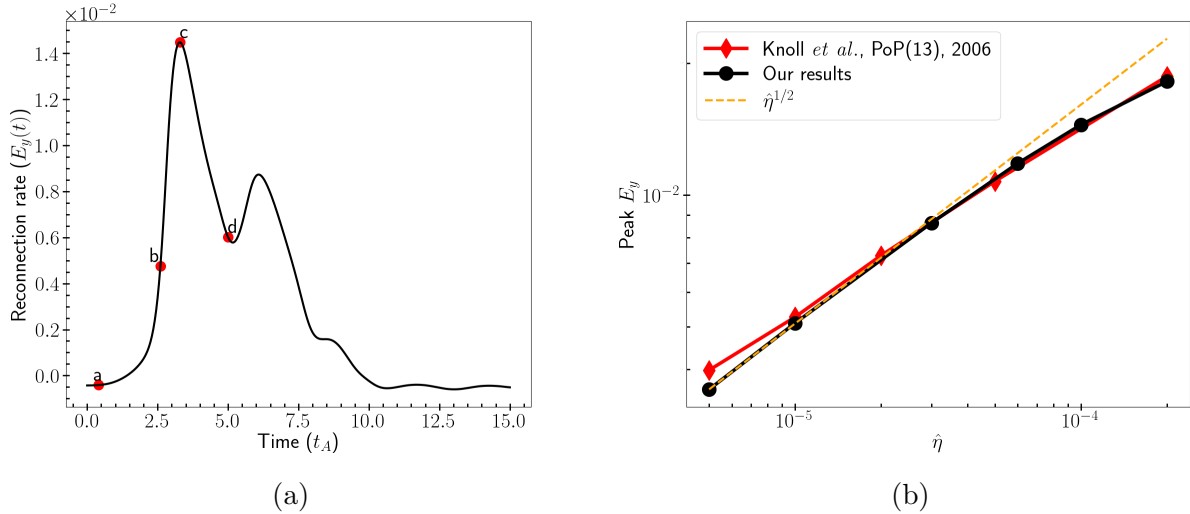 ×10⁻²
1.4
1.2
1.0
0.8
0.6
0.4
0.2
0.0
Reconnection rate (E_y(t))
a
b
c
d
0.0 2.5 5.0 7.5 10.0 12.5 15.0
Time (t_A)
(a)
Knoll et al., PoP(13), 2006
Our results
η̂^{1/2}
10⁻²
Peak E_y
10⁻⁵ 10⁻⁴
η̂
(b)